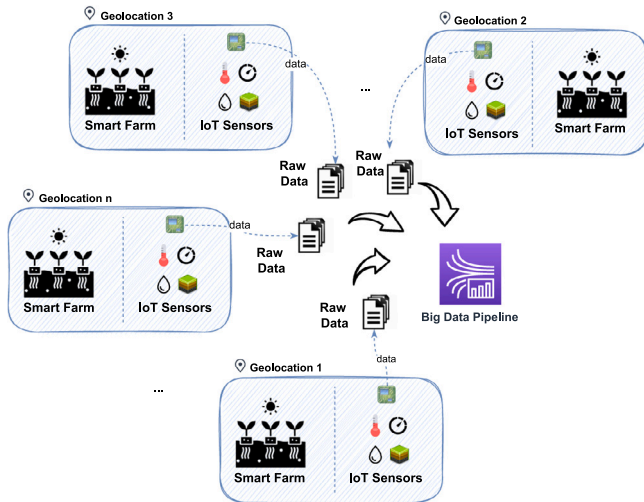 Geolocation 3
data
Smart Farm
IoT Sensors
...
Geolocation 2
data
IoT Sensors
Smart Farm
Raw
Data
Raw
Data
Geolocation n
data
Smart Farm
IoT Sensors
Raw
Data
Raw
Data
Big Data Pipeline
data
...
Geolocation 1
Smart Farm
IoT Sensors